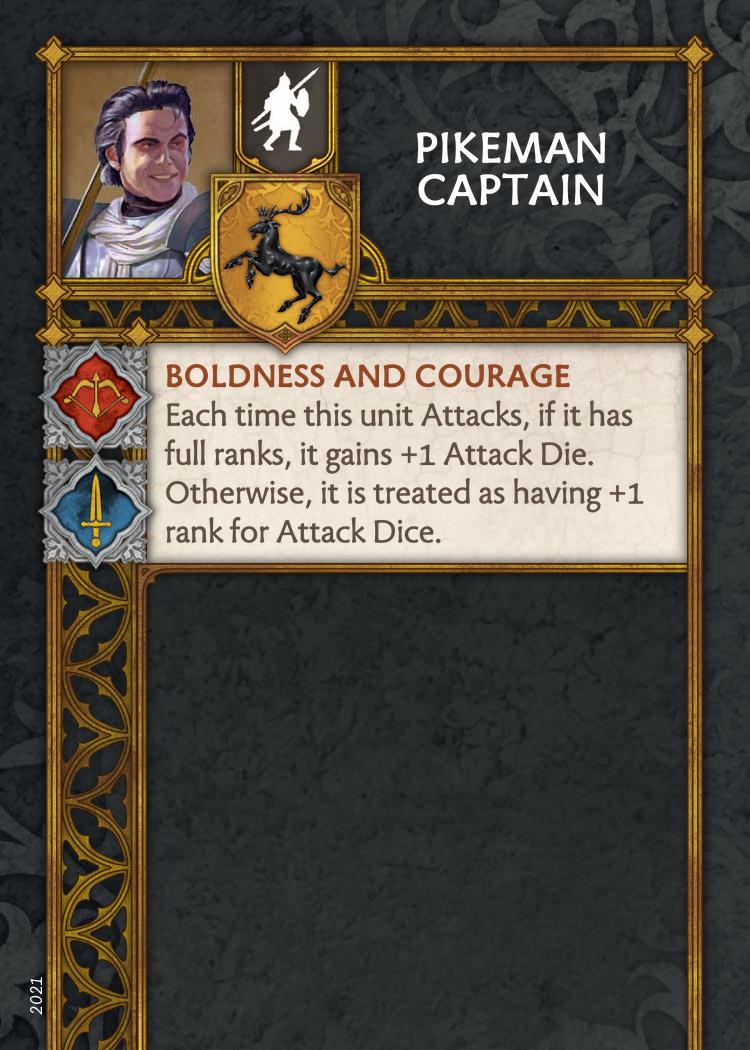 PIKEMAN
CAPTAIN
BOLDNESS AND COURAGE
Each time this unit Attacks, if it has
full ranks, it gains +1 Attack Die.
Otherwise, it is treated as having +1
rank for Attack Dice.
2021